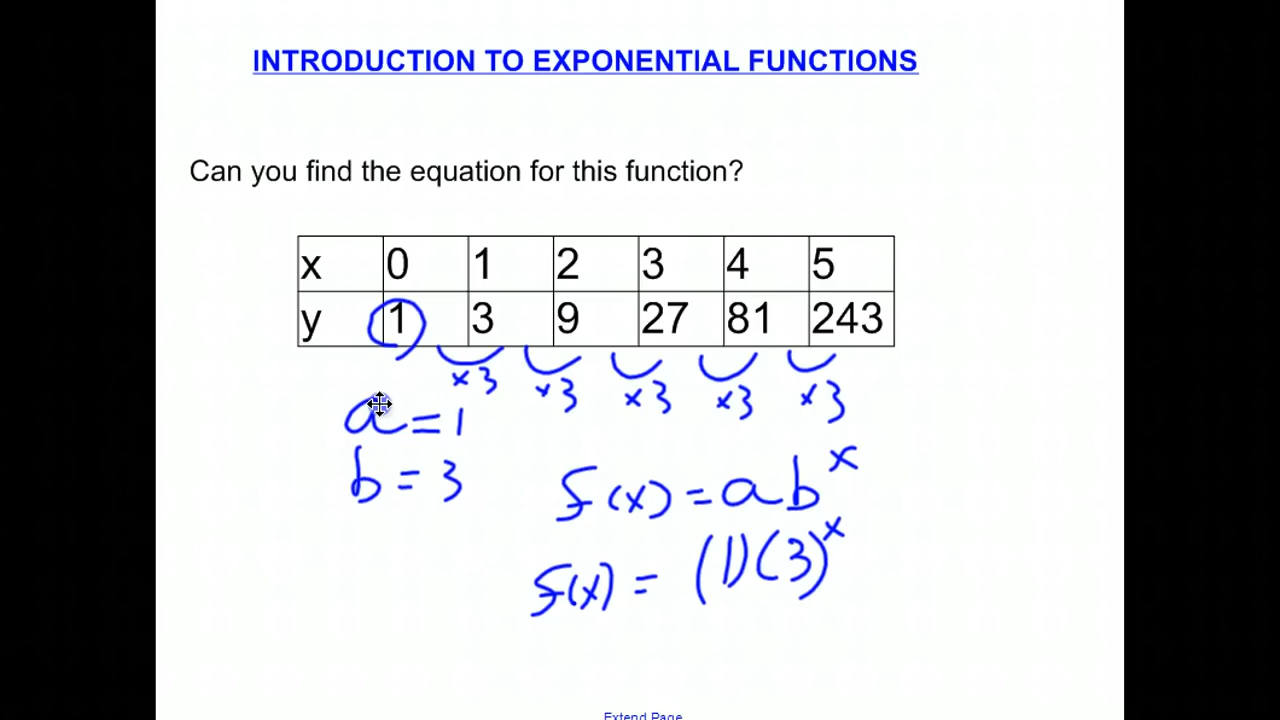 INTRODUCTION TO EXPONENTIAL FUNCTIONS
Can you find the equation for this function?
x 0 1 2 3 4 5
y 1 3 9 27 81 243
×3 ×3 ×3 ×3 ×3
a = 1
b = 3
f(x) = ab^x
f(x) = (1)(3)^x
Extend Page